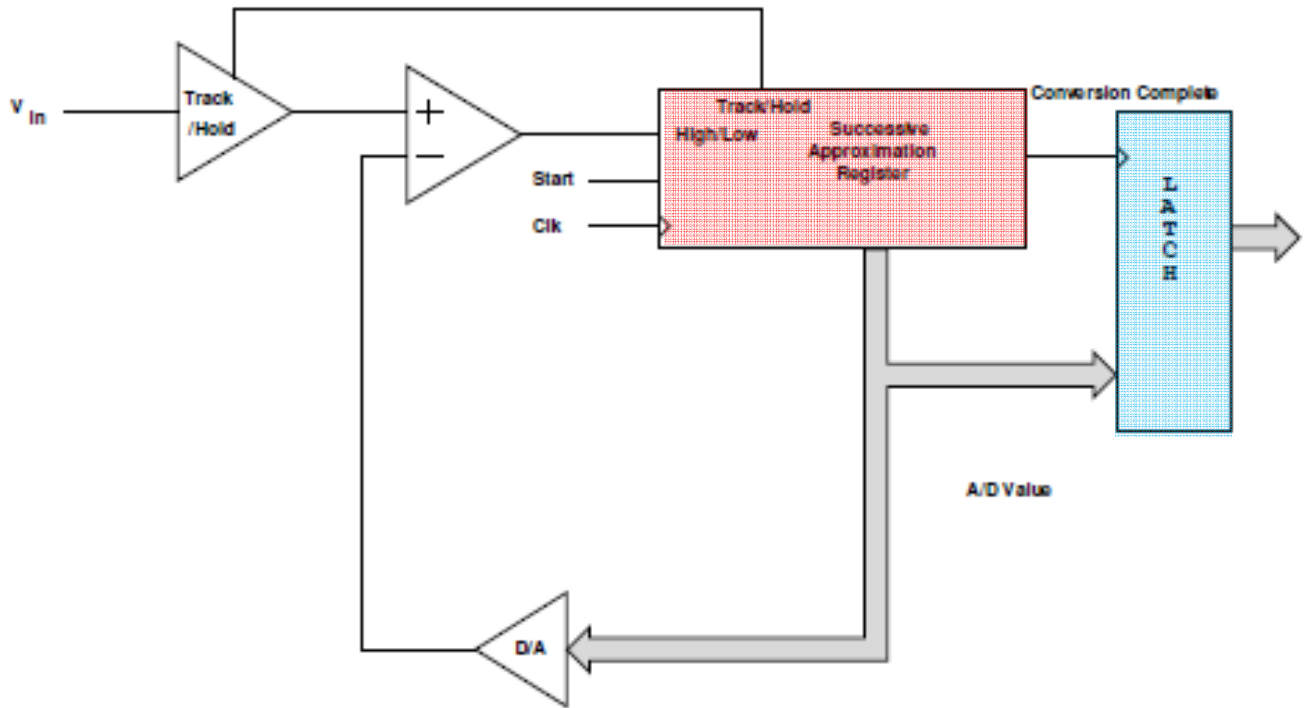 V In
Track
/Hold
+
−
Track/Hold
High/Low
Successive
Approximation
Register
Start
Clk
Conversion Complete
L
A
T
C
H
A/D Value
D/A